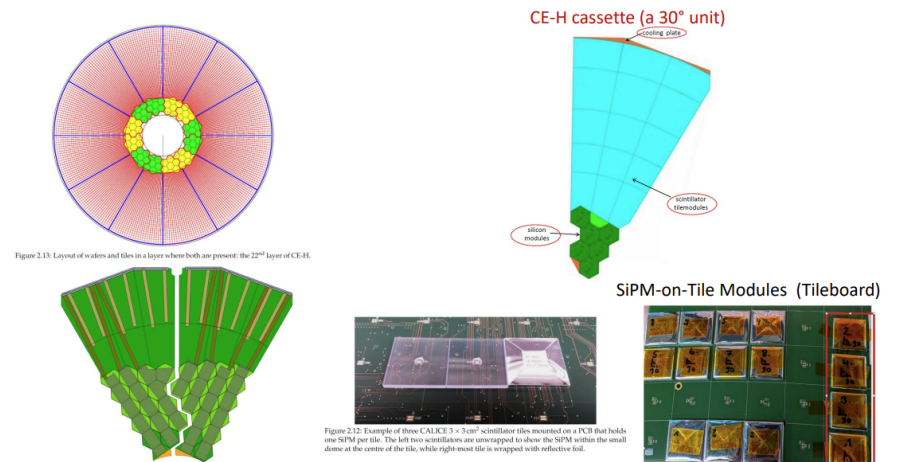 CE-H cassette (a 30° unit)
cooling plate
scintillator
tilemodules
silicon
modules
Figure 2.13: Layout of wafers and tiles in a layer where both are present: the 22nd layer of CE-H.
SiPM-on-Tile Modules (Tileboard)
Figure 2.12: Example of three CALICE 3 × 3 cm² scintillator tiles mounted on a PCB that holds
one SiPM per tile. The left two scintillators are unwrapped to show the SiPM within the small
dome at the centre of the tile, while right-most tile is wrapped with reflective foil.